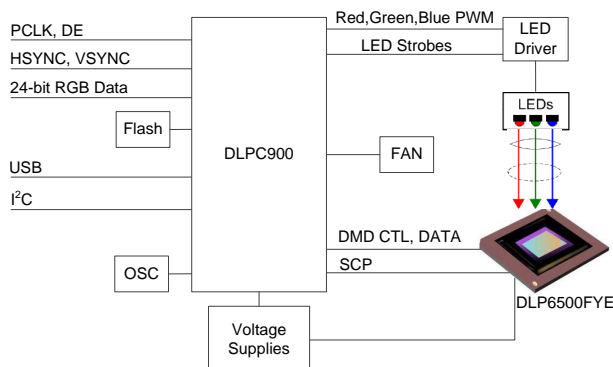 PCLK, DE
HSYNC, VSYNC
24-bit RGB Data
Flash
USB
I²C
OSC
DLPC900
Voltage
Supplies
Red,Green,Blue PWM
LED Strobes
LED
Driver
LEDs
FAN
DMD CTL, DATA
SCP
DLP6500FYE